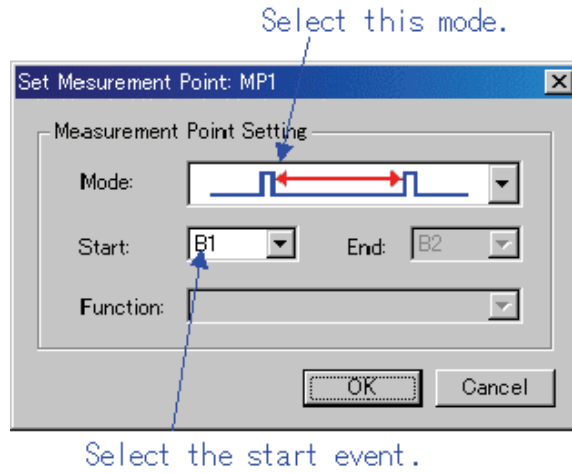 Select this mode.
Set Mesurement Point: MP1
Measurement Point Setting
Mode:
Start: B1 End: B2
Function:
OK Cancel
Select the start event.